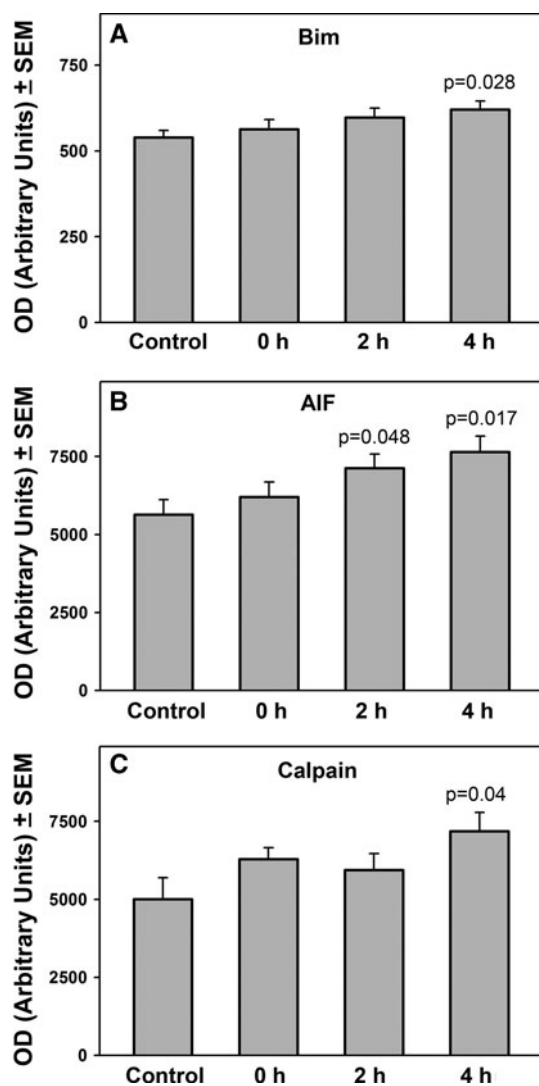 A
Bim
OD (Arbitrary Units) ± SEM
750
500
250
0
p=0.028
Control 0 h 2 h 4 h
B
AIF
OD (Arbitrary Units) ± SEM
7500
5000
2500
0
p=0.048
p=0.017
Control 0 h 2 h 4 h
C
Calpain
OD (Arbitrary Units) ± SEM
7500
5000
2500
0
p=0.04
Control 0 h 2 h 4 h